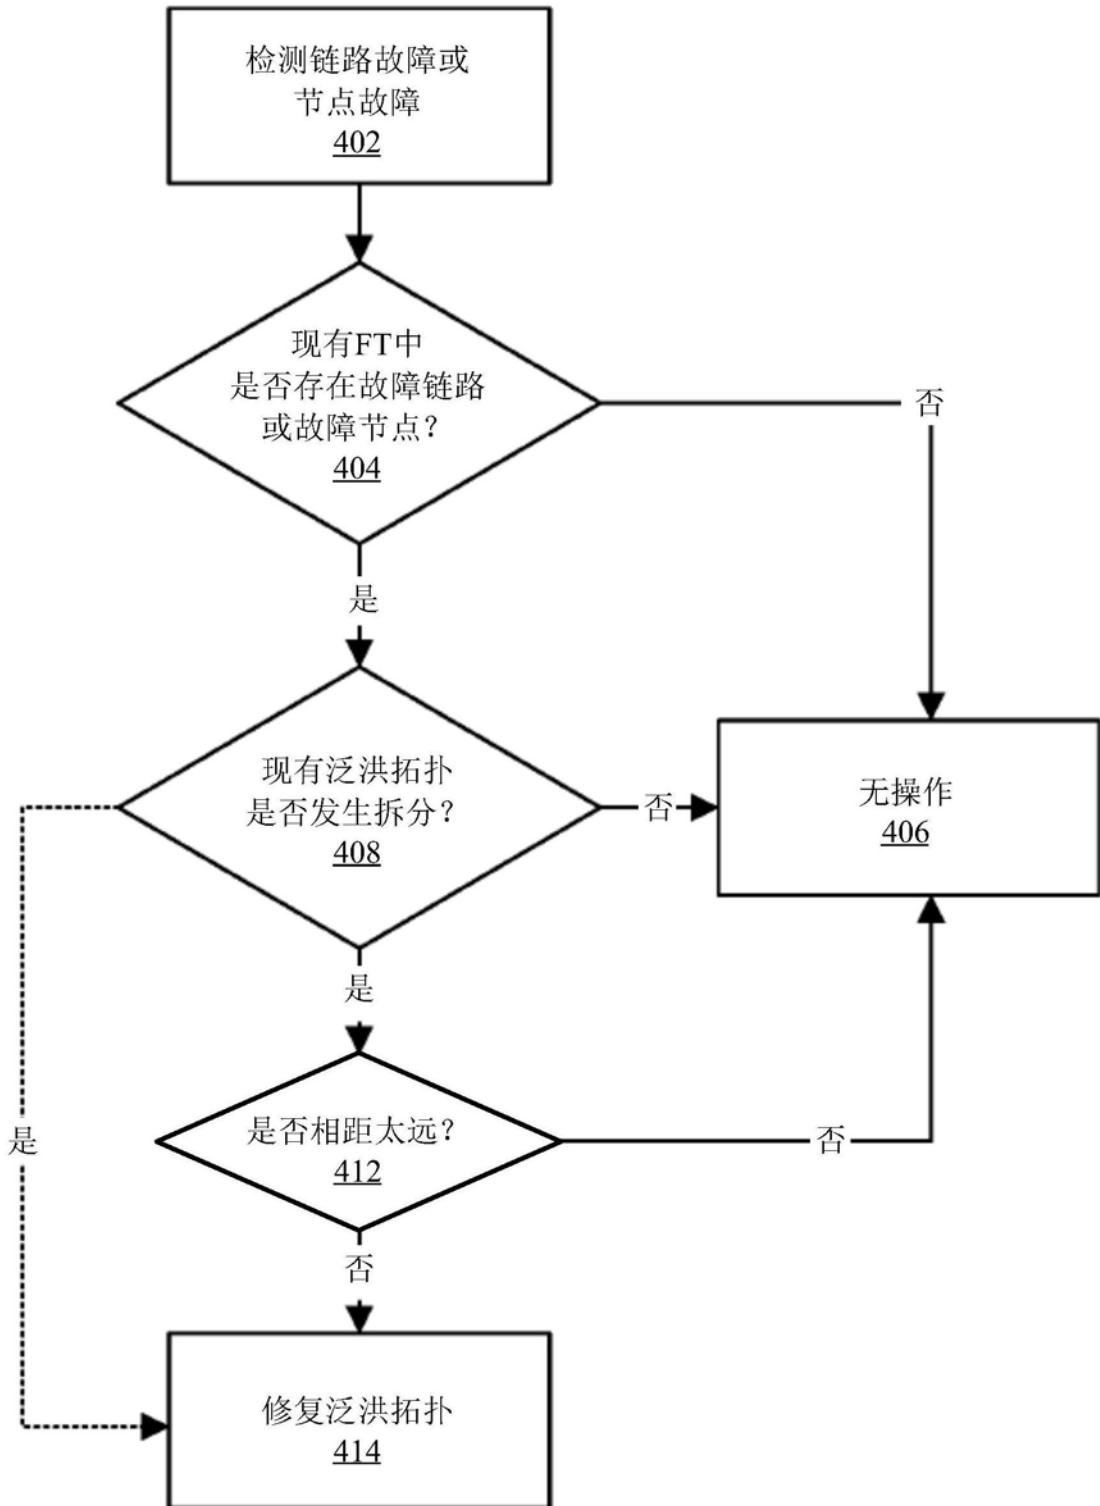 检测链路故障或
节点故障
402
现有FT中
是否存在故障链路
或故障节点？
404
否
是
现有泛洪拓扑
是否发生拆分？
408
否
无操作
406
是
是否相距太远？
412
是
否
否
修复泛洪拓扑
414